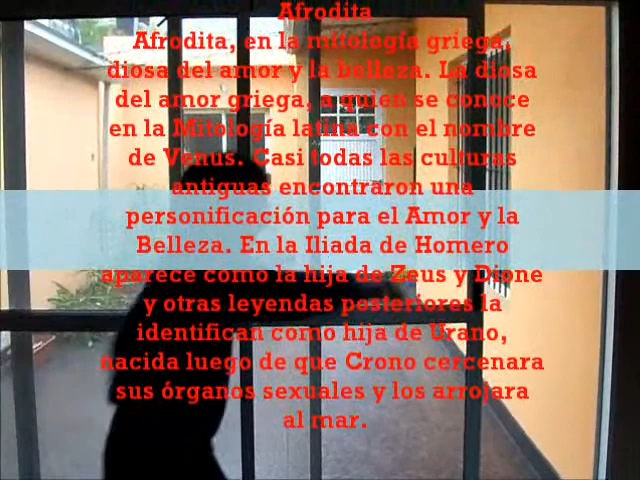 Afrodita
Afrodita, en la mitología griega,
diosa del amor y la belleza. La diosa
del amor griega, a quien se conoce
en la Mitología latina con el nombre
de Venus. Casi todas las culturas
antiguas encontraron una
personificación para el Amor y la
Belleza. En la Iliada de Homero
aparece como la hija de Zeus y Dione
y otras leyendas posteriores la
identifican como hija de Urano,
nacida luego de que Crono cercenara
sus órganos sexuales y los arrojara
al mar.